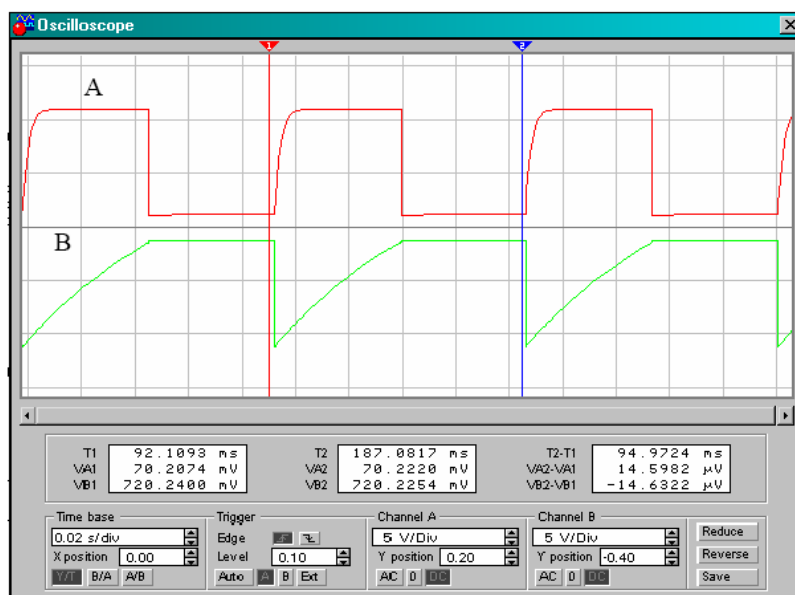 Oscilloscope
1 2
A
B
T1 92.1093 ms T2 187.0817 ms T2-T1 94.9724 ms
VA1 70.2074 mV VA2 70.2220 mV VA2-VA1 14.5982 µV
VB1 720.2400 mV VB2 720.2254 mV VB2-VB1 -14.6322 µV
Time base Trigger Channel A Channel B
0.02 s/div Edge 5 V/Div 5 V/Div Reduce
X position 0.00 Level 0.10 Y position 0.20 Y position -0.40 Reverse
Y/T B/A A/B Auto A B Ext AC 0 DC AC 0 DC Save